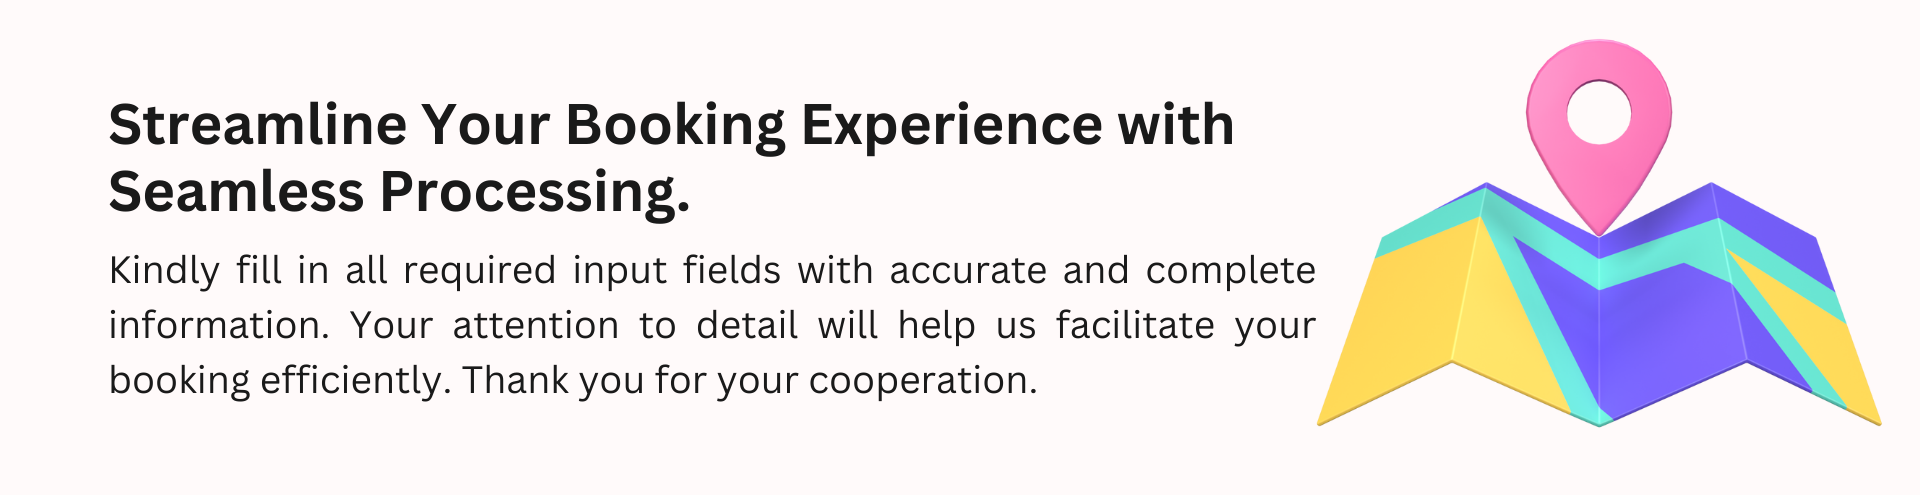 Streamline Your Booking Experience with
Seamless Processing.
Kindly fill in all required input fields with accurate and complete
information. Your attention to detail will help us facilitate your
booking efficiently. Thank you for your cooperation.